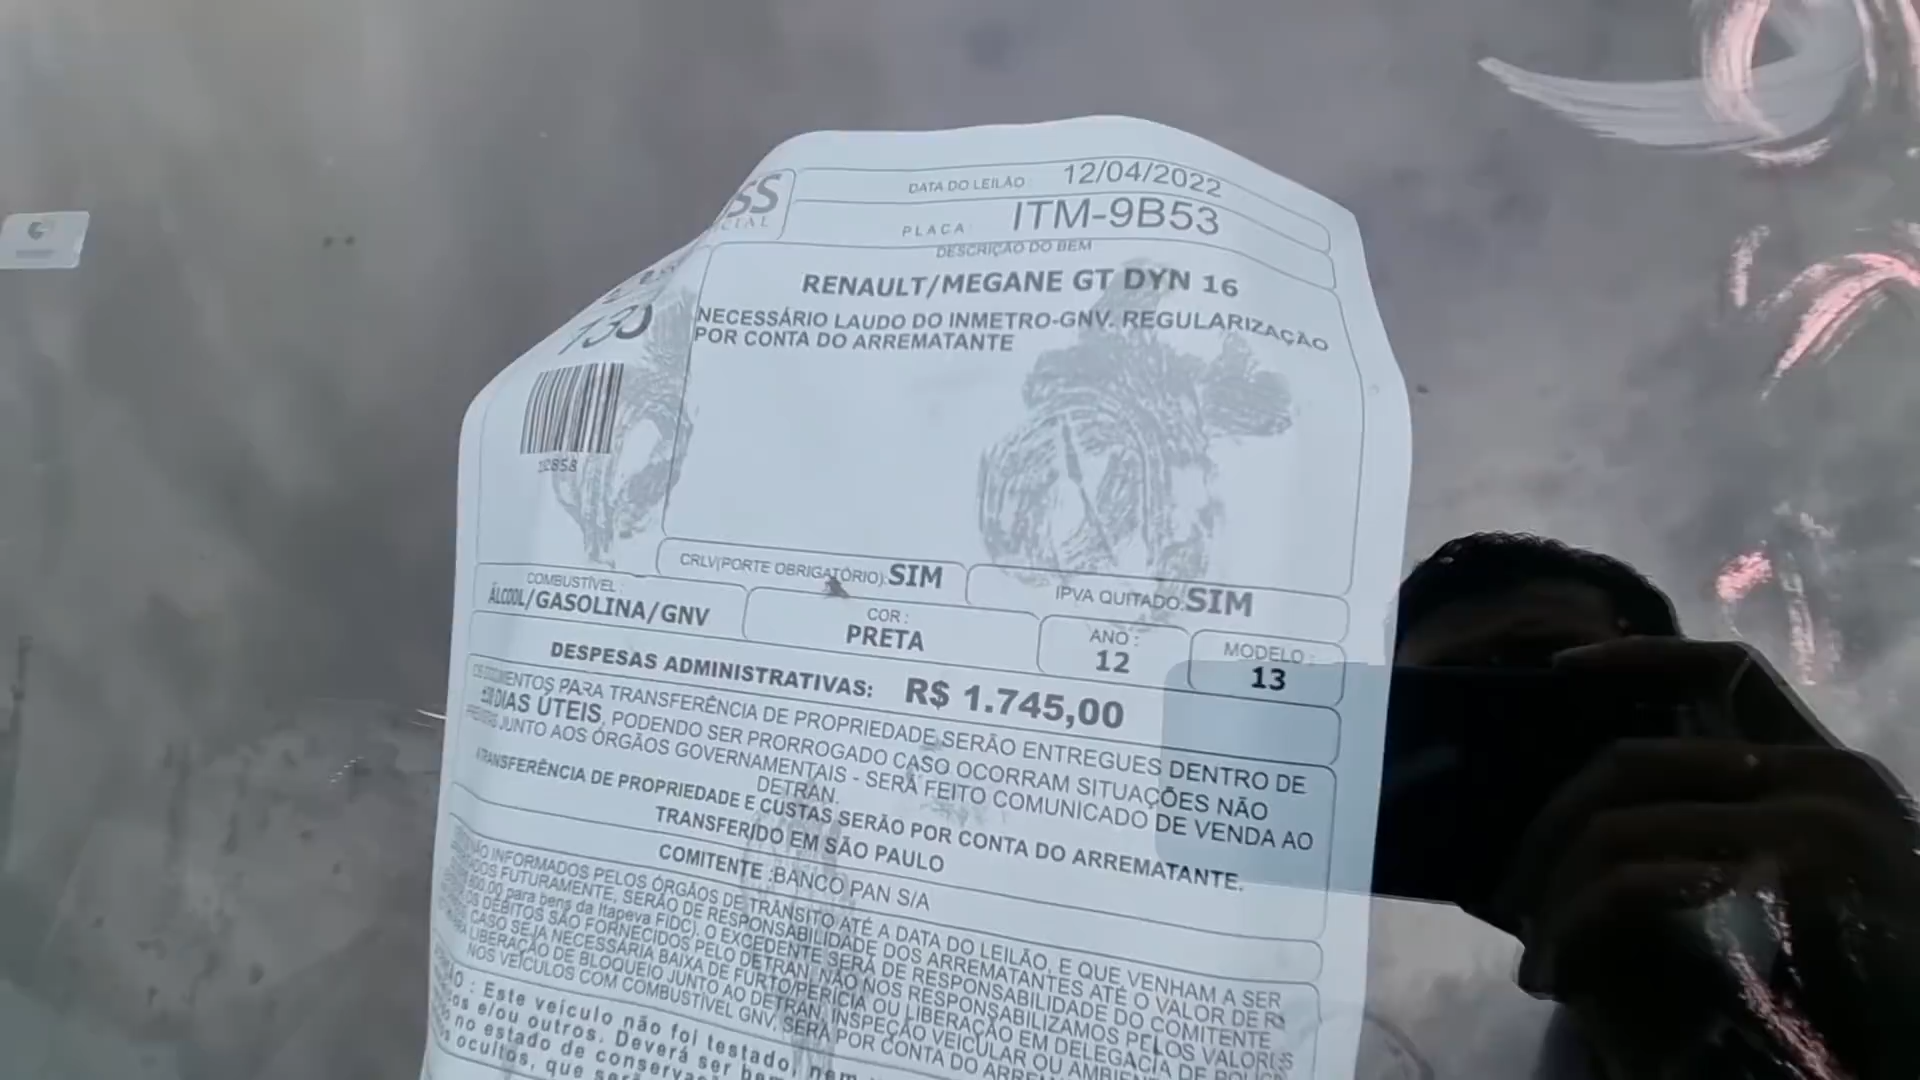 DATA DO LEILÃO: 12/04/2022
PLACA: ITM-9B53
DESCRIÇÃO DO BEM
RENAULT/MEGANE GT DYN 16
NECESSÁRIO LAUDO DO INMETRO-GNV. REGULARIZAÇÃO
POR CONTA DO ARREMATANTE
CRLV(PORTE OBRIGATÓRIO): SIM
IPVA QUITADO: SIM
COMBUSTÍVEL :
ÁLCOOL/GASOLINA/GNV
COR :
PRETA
ANO :
12
MODELO :
13
DESPESAS ADMINISTRATIVAS: R$ 1.745,00
DOCUMENTOS PARA TRANSFERÊNCIA DE PROPRIEDADE SERÃO ENTREGUES DENTRO DE
DIAS ÚTEIS, PODENDO SER PRORROGADO CASO OCORRAM SITUAÇÕES NÃO
JUNTO AOS ÓRGÃOS GOVERNAMENTAIS - SERÁ FEITO COMUNICADO DE VENDA AO
DETRAN.
A TRANSFERÊNCIA DE PROPRIEDADE E CUSTAS SERÃO POR CONTA DO ARREMATANTE.
TRANSFERIDO EM SÃO PAULO
COMITENTE :BANCO PAN S/A
INFORMADOS PELOS ÓRGÃOS DE TRÂNSITO ATÉ A DATA DO LEILÃO, E QUE VENHAM A SER
FUTURAMENTE, SERÃO DE RESPONSABILIDADE DOS ARREMATANTES ATÉ O VALOR DE R$
para bens da Itapeva FIDC). O EXCEDENTE SERÁ DE RESPONSABILIDADE DO COMITENTE
DÉBITOS SÃO FORNECIDOS PELO DETRAN, NÃO NOS RESPONSABILIZAMOS PELOS VALORES
CASO SEJA NECESSÁRIA BAIXA DE FURTO/PERÍCIA OU LIBERAÇÃO EM DELEGACIA DE
LIBERAÇÃO DE BLOQUEIO JUNTO AO DETRAN, INSPEÇÃO VEICULAR OU
NOS VEÍCULOS COM COMBUSTÍVEL GNV, SERÁ POR CONTA DO
: Este veículo não foi testado, nem
e/ou outros. Deverá ser
no estado de
ocultos, que